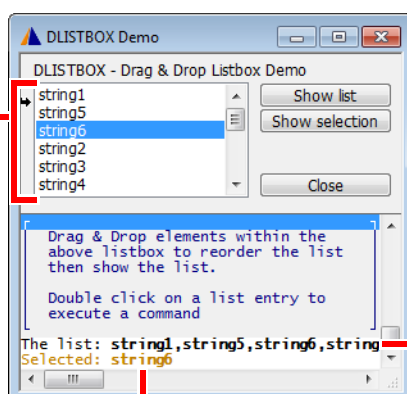 DLISTBOX Demo
DLISTBOX - Drag & Drop Listbox Demo
string1
string5
string6
string2
string3
string4
Show list
Show selection
Close
Drag & Drop elements within the
above listbox to reorder the list
then show the list.
Double click on a list entry to
execute a command
The list: string1,string5,string6,string
Selected: string6